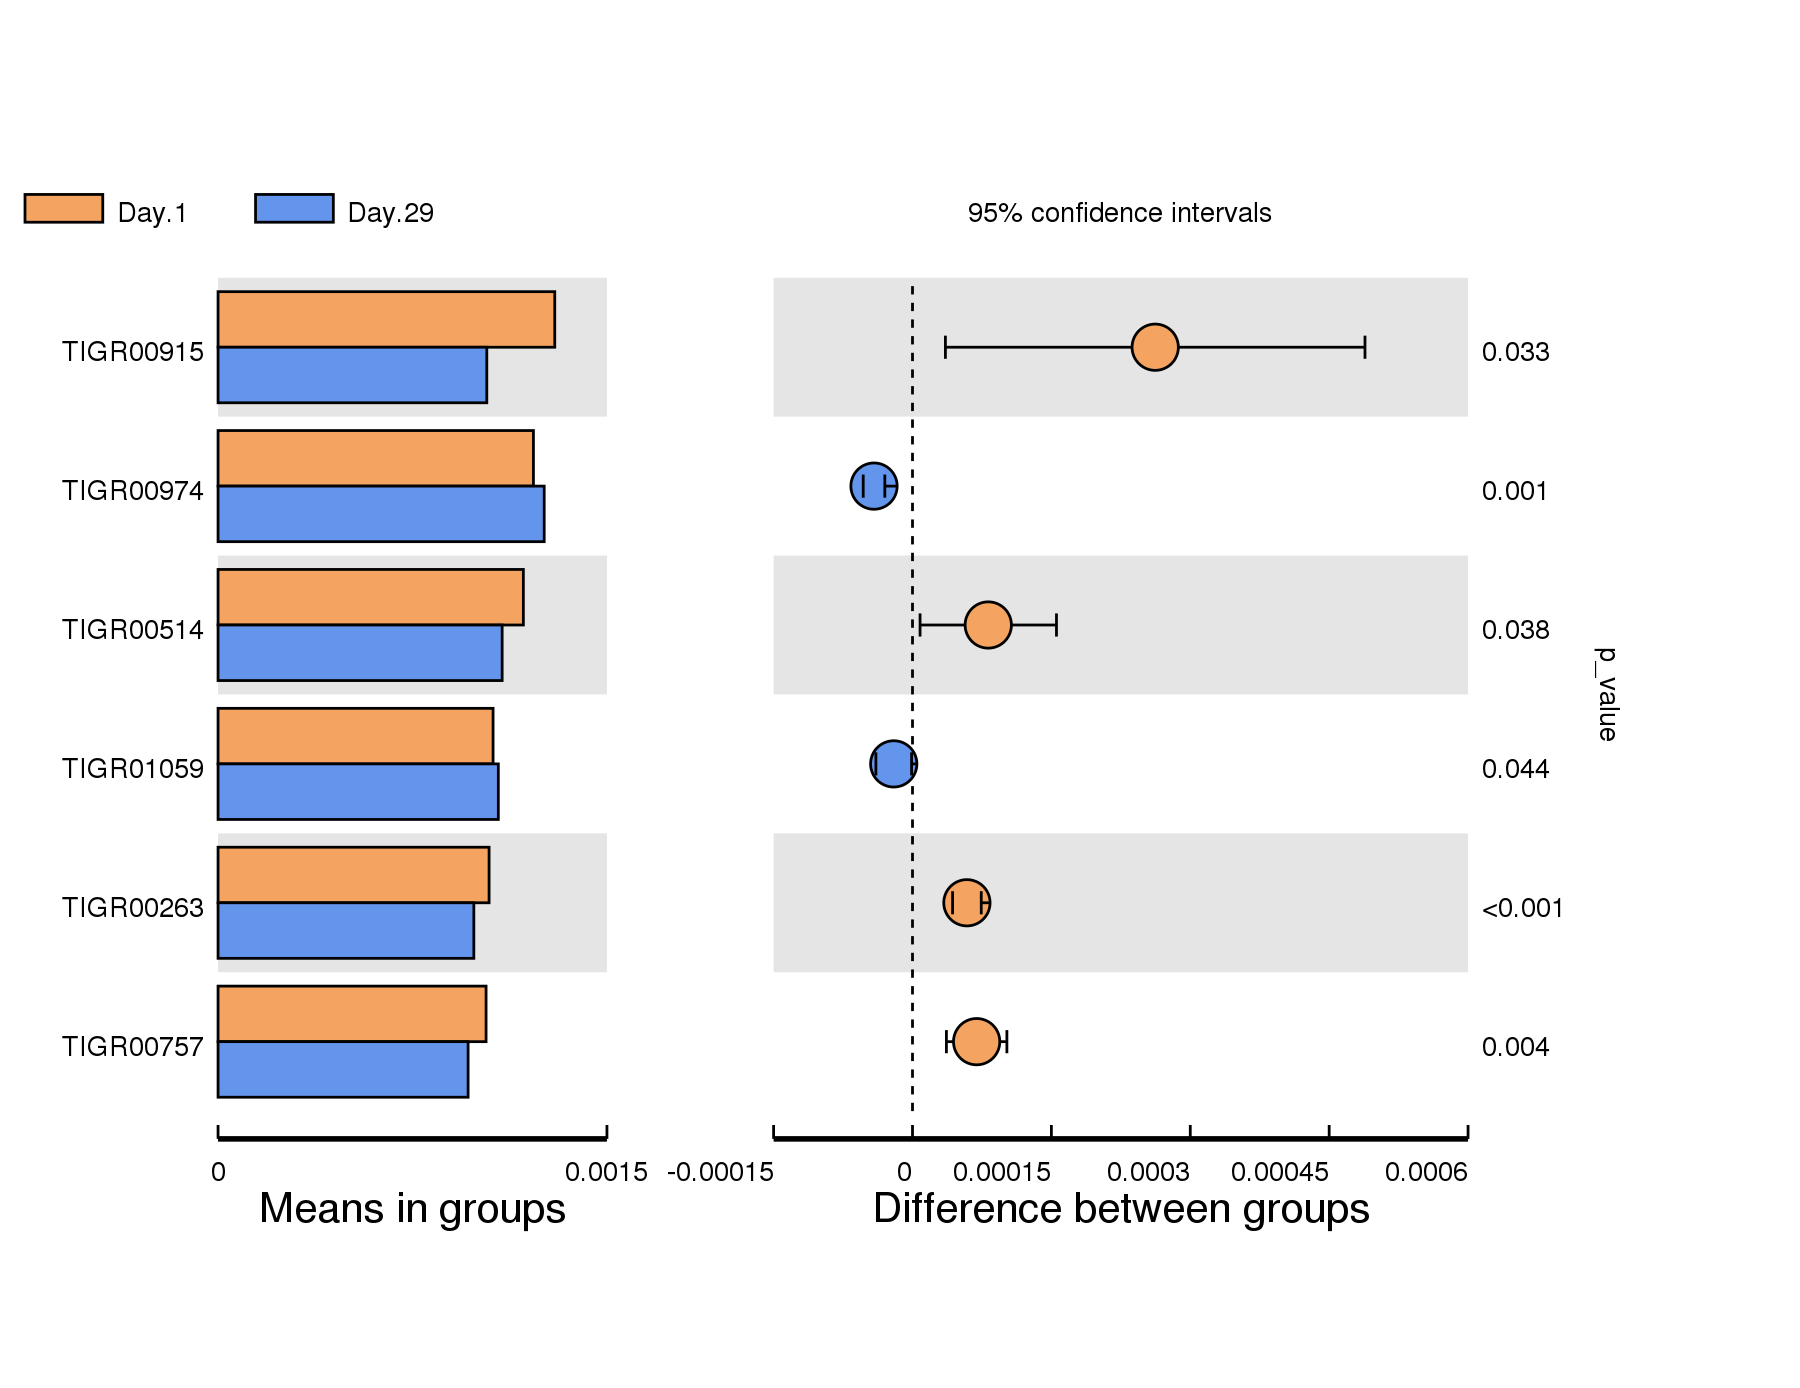 Day.1 Day.29 95% confidence intervals
TIGR00915 0.033
TIGR00974 0.001
TIGR00514 0.038
TIGR01059 0.044
TIGR00263 <0.001
TIGR00757 0.004
p_value
0 0.0015 -0.00015 0 0.00015 0.0003 0.00045 0.0006
Means in groups Difference between groups